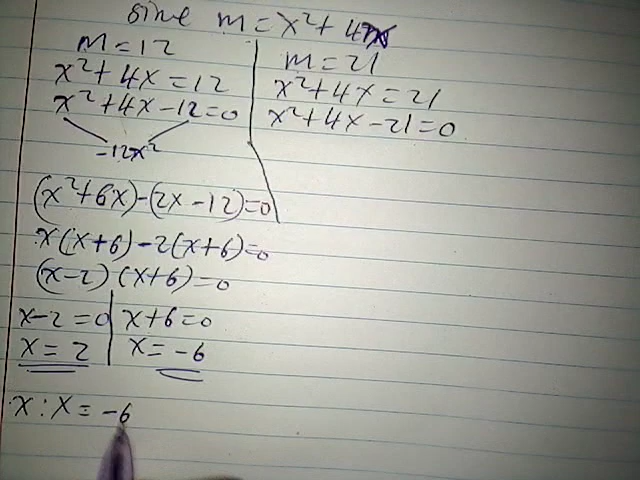 sine m = x² + 4x
m = 12
x² + 4x = 12
x² + 4x - 12 = 0
-12x²
m = 21
x² + 4x = 21
x² + 4x - 21 = 0
(x² + 6x) - (2x - 12) = 0
x(x + 6) - 2(x + 6) = 0
(x - 2) (x + 6) = 0
x - 2 = 0
x = 2
x + 6 = 0
x = -6
x : x = -6